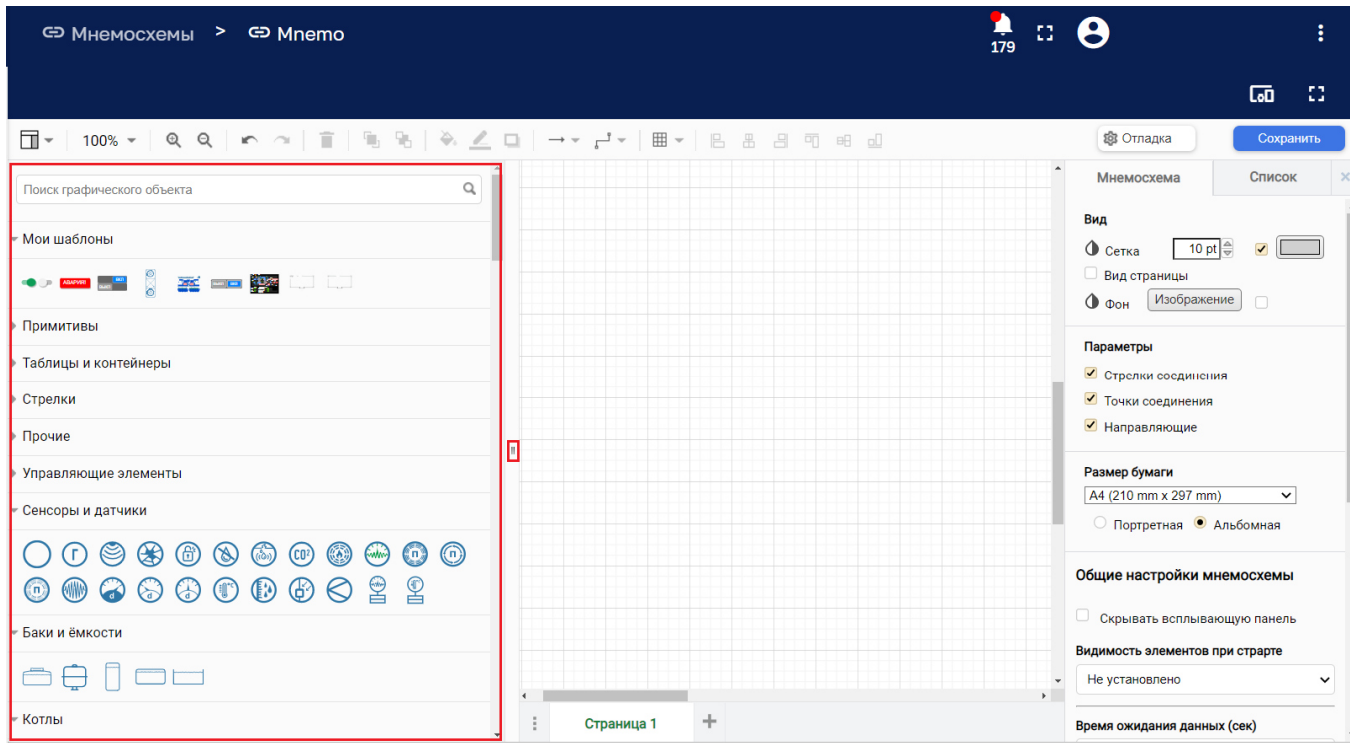 Мнемосхемы > Mnemo
179
100%
Отладка
Сохранить
Поиск графического объекта
Мои шаблоны
АВАРИЯ!
Примитивы
Таблицы и контейнеры
Стрелки
Прочие
Управляющие элементы
Сенсоры и датчики
Г
CO²
П
П
П
d
d
d
Баки и ёмкости
Котлы
Страница 1
Мнемосхема
Список
Вид
Сетка
10 pt
Вид страницы
Фон
Изображение
Параметры
Стрелки соединения
Точки соединения
Направляющие
Размер бумаги
A4 (210 mm x 297 mm)
Портретная
Альбомная
Общие настройки мнемосхемы
Скрывать всплывающую панель
Видимость элементов при страрте
Не установлено
Время ожидания данных (сек)